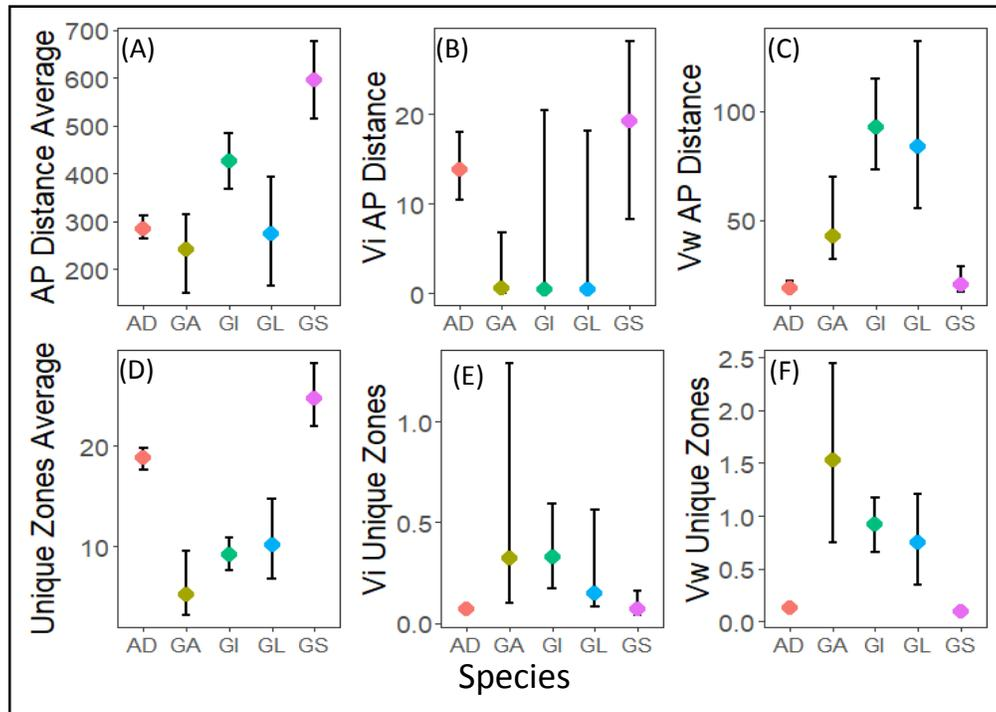 AP Distance Average
700
600
500
400
300
200
(A)
AD GA GI GL GS
Vi AP Distance
20
10
0
(B)
AD GA GI GL GS
Vw AP Distance
100
50
(C)
AD GA GI GL GS
Unique Zones Average
20
10
(D)
AD GA GI GL GS
Vi Unique Zones
1.0
0.5
0.0
(E)
AD GA GI GL GS
Vw Unique Zones
2.5
2.0
1.5
1.0
0.5
0.0
(F)
AD GA GI GL GS
Species